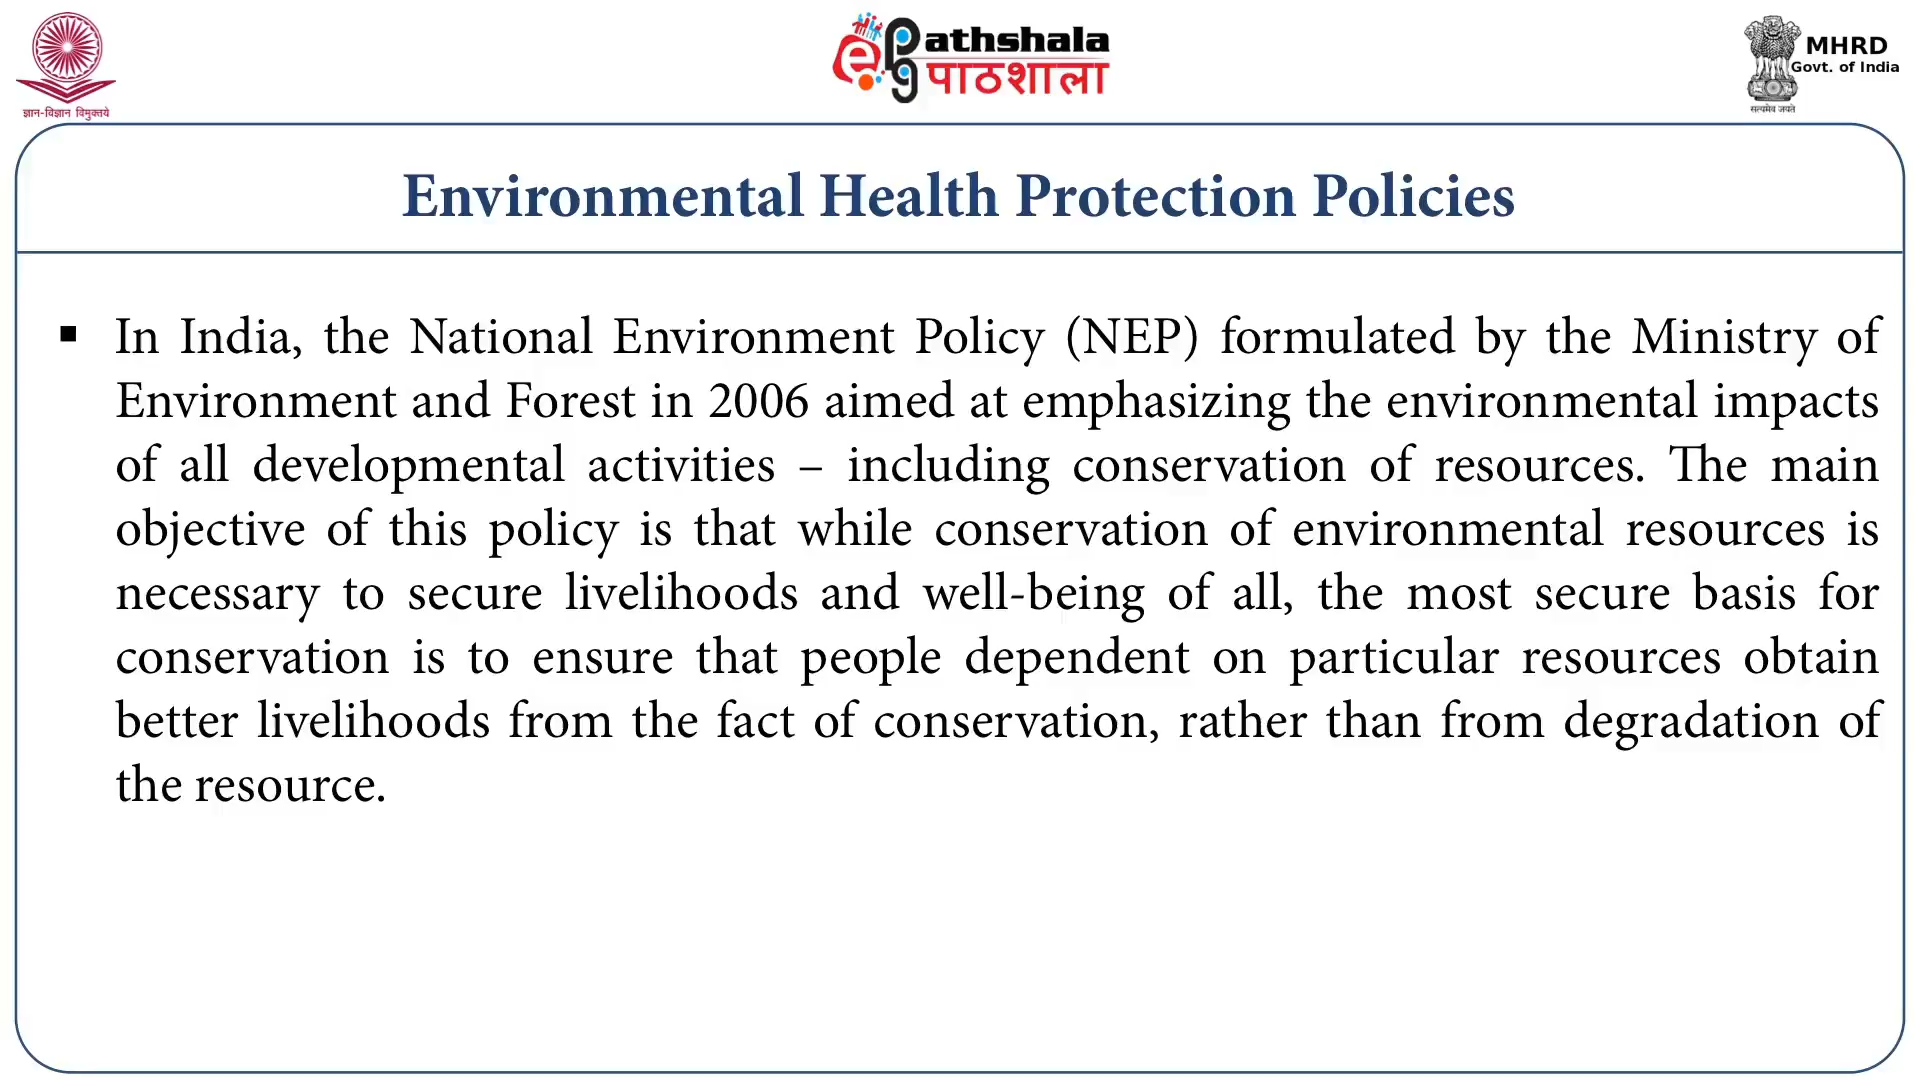 ज्ञान-विज्ञान विमुक्तये
ePG Pathshala
पाठशाला
MHRD
Govt. of India
सत्यमेव जयते
Environmental Health Protection Policies
▪ In India, the National Environment Policy (NEP) formulated by the Ministry of
Environment and Forest in 2006 aimed at emphasizing the environmental impacts
of all developmental activities – including conservation of resources. The main
objective of this policy is that while conservation of environmental resources is
necessary to secure livelihoods and well-being of all, the most secure basis for
conservation is to ensure that people dependent on particular resources obtain
better livelihoods from the fact of conservation, rather than from degradation of
the resource.